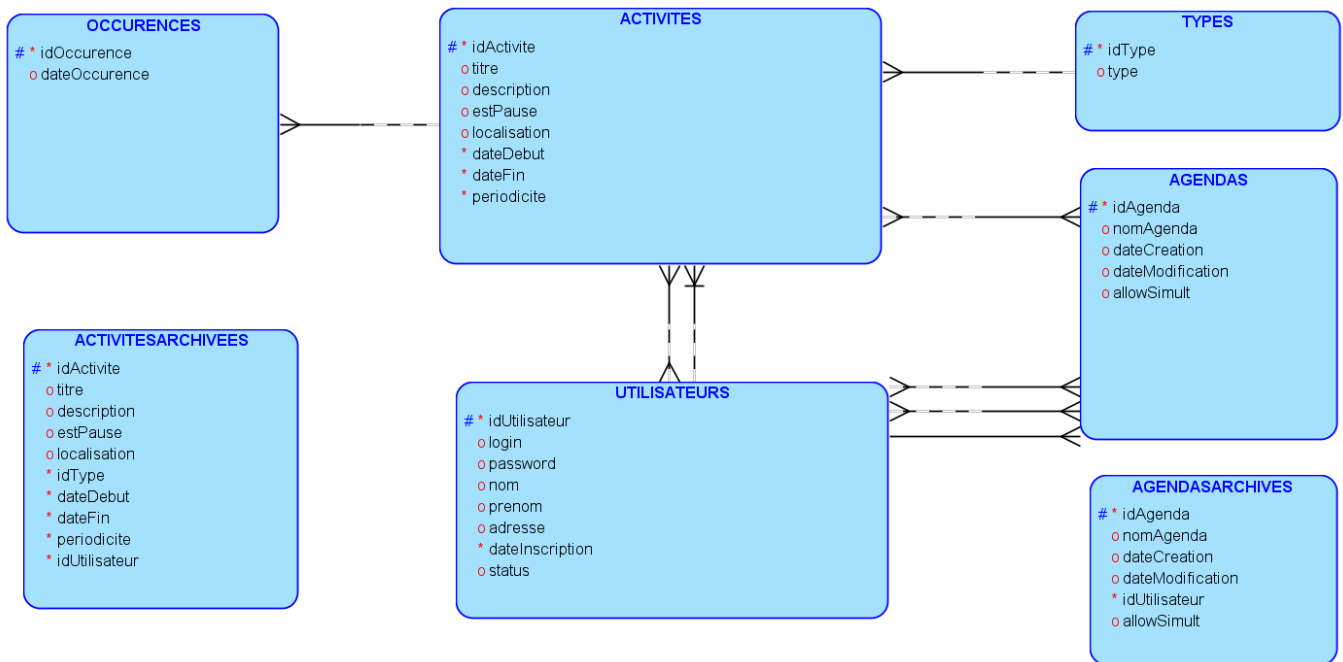 OCCURENCES
# * idOccurence
o dateOccurence
ACTIVITES
# * idActivite
o titre
o description
o estPause
o localisation
* dateDebut
* dateFin
* periodicite
TYPES
# * idType
o type
AGENDAS
# * idAgenda
o nomAgenda
o dateCreation
o dateModification
o allowSimult
ACTIVITESARCHIVEES
# * idActivite
o titre
o description
o estPause
o localisation
* idType
* dateDebut
* dateFin
* periodicite
* idUtilisateur
UTILISATEURS
# * idUtilisateur
o login
o password
o nom
o prenom
o adresse
* dateInscription
o status
AGENDASARCHIVES
# * idAgenda
o nomAgenda
o dateCreation
o dateModification
* idUtilisateur
o allowSimult